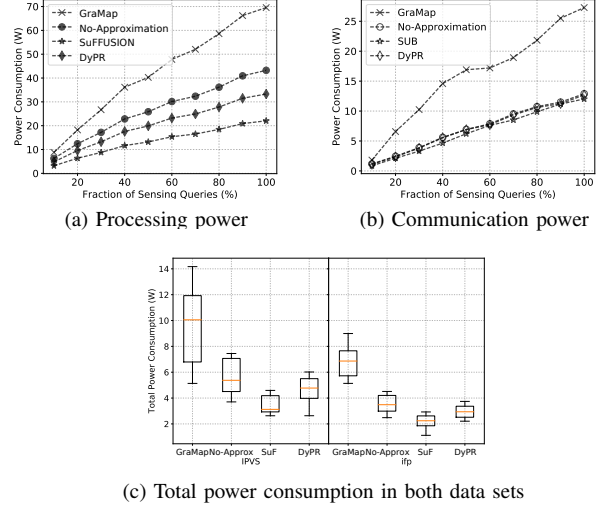 70
60
50
40
30
20
10
0
Power Consumption (W)
GraMap
No-Approximation
SuFFUSION
DyPR
20 40 60 80 100
Fraction of Sensing Queries (%)
(a) Processing power
25
20
15
10
5
0
Power Consumption (W)
GraMap
No-Approximation
SUB
DyPR
20 40 60 80 100
Fraction of Sensing Queries (%)
(b) Communication power
14
12
10
8
6
4
2
Total Power Consumption (W)
GraMap No-Approx SuF DyPR GraMap No-Approx SuF DyPR
IPVS ifp
(c) Total power consumption in both data sets